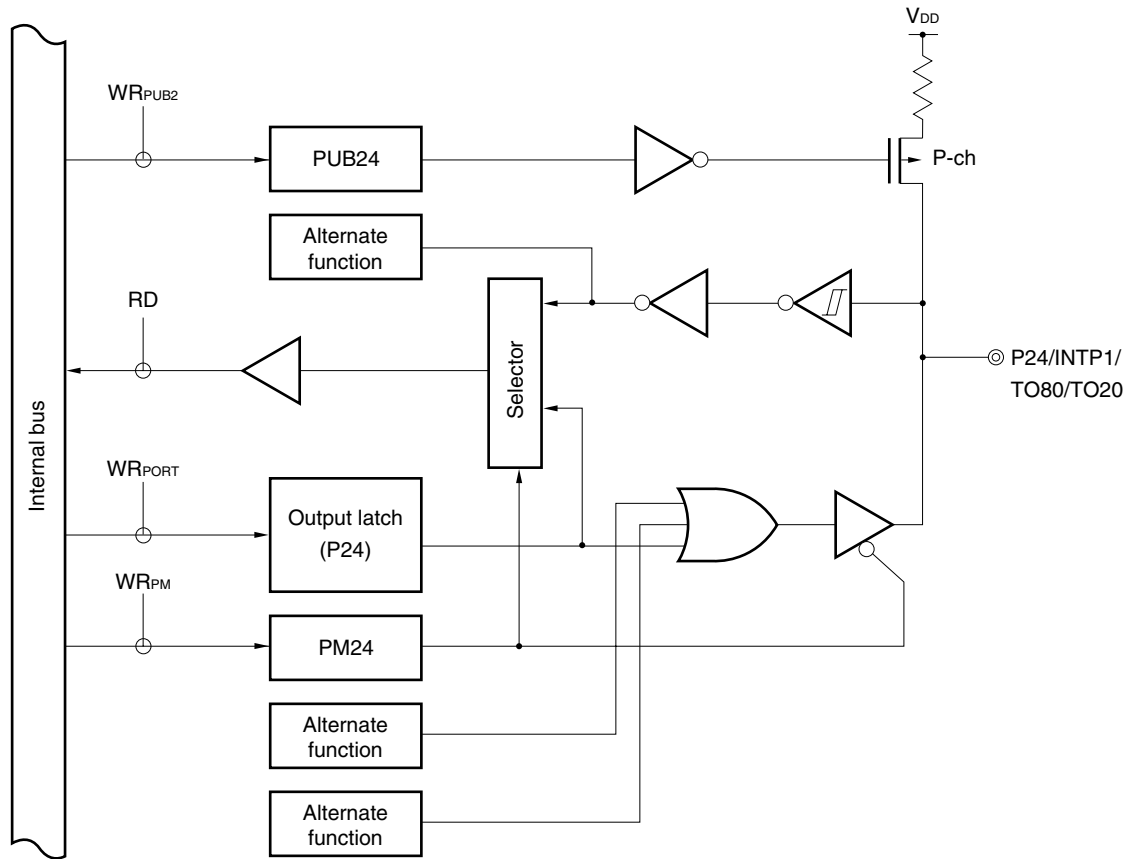 VDD
WRPUB2
PUB24
P-ch
Alternate
function
RD
Selector
P24/INTP1/
TO80/TO20
Internal bus
WRPORT
Output latch
(P24)
WRPM
PM24
Alternate
function
Alternate
function